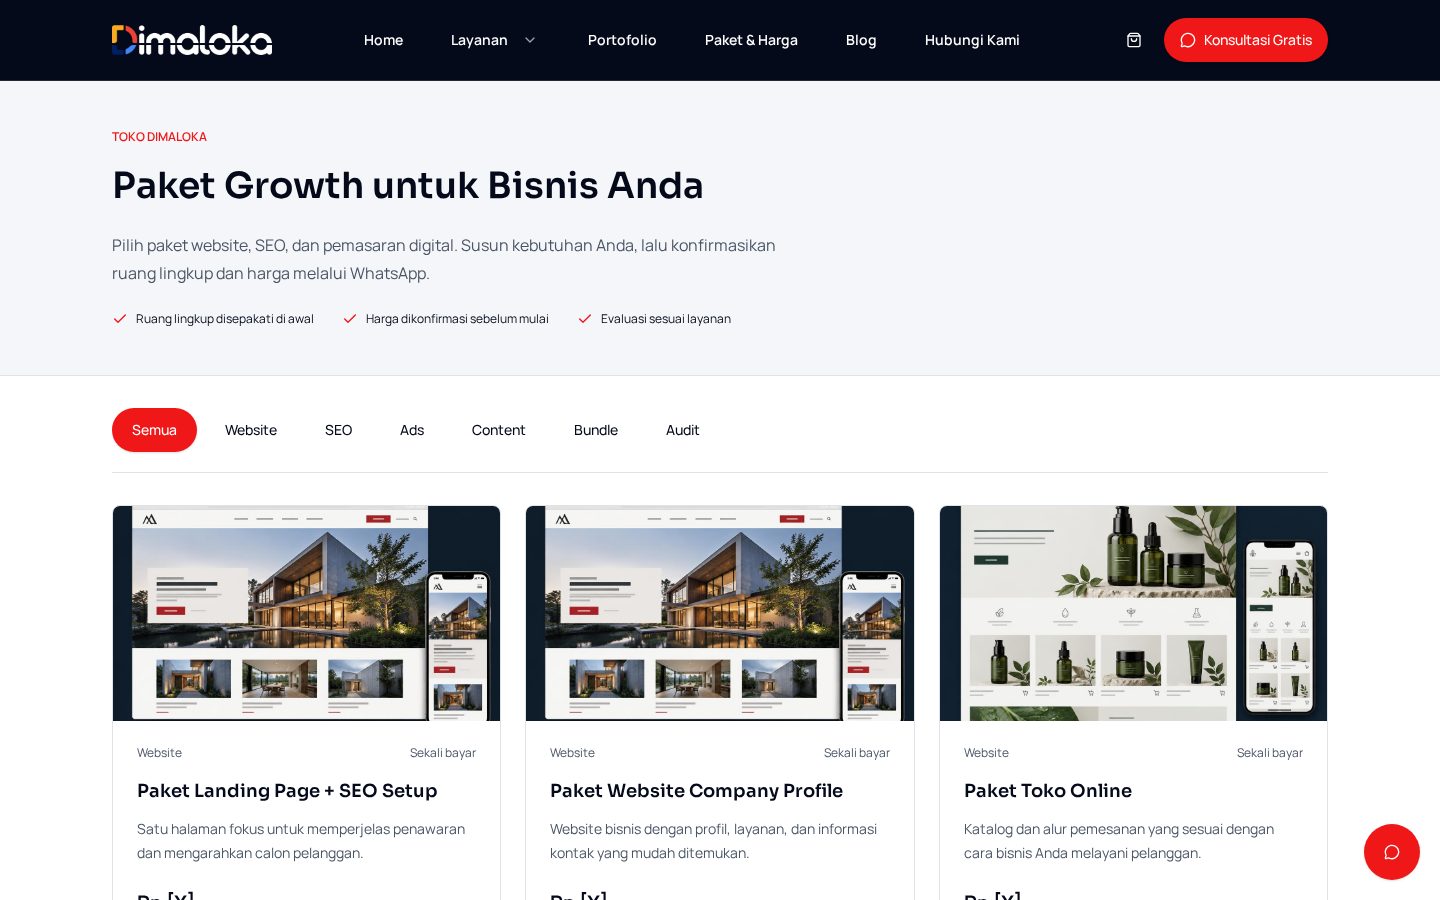 Dimaloka
Home
Layanan
Portofolio
Paket & Harga
Blog
Hubungi Kami
Konsultasi Gratis
TOKO DIMALOKA
Paket Growth untuk Bisnis Anda
Pilih paket website, SEO, dan pemasaran digital. Susun kebutuhan Anda, lalu konfirmasikan
ruang lingkup dan harga melalui WhatsApp.
Ruang lingkup disepakati di awal
Harga dikonfirmasi sebelum mulai
Evaluasi sesuai layanan
Semua
Website
SEO
Ads
Content
Bundle
Audit
Website
Sekali bayar
Paket Landing Page + SEO Setup
Satu halaman fokus untuk memperjelas penawaran
dan mengarahkan calon pelanggan.
Rp [X]
Website
Sekali bayar
Paket Website Company Profile
Website bisnis dengan profil, layanan, dan informasi
kontak yang mudah ditemukan.
Rp [X]
Website
Sekali bayar
Paket Toko Online
Katalog dan alur pemesanan yang sesuai dengan
cara bisnis Anda melayani pelanggan.
Rp [X]